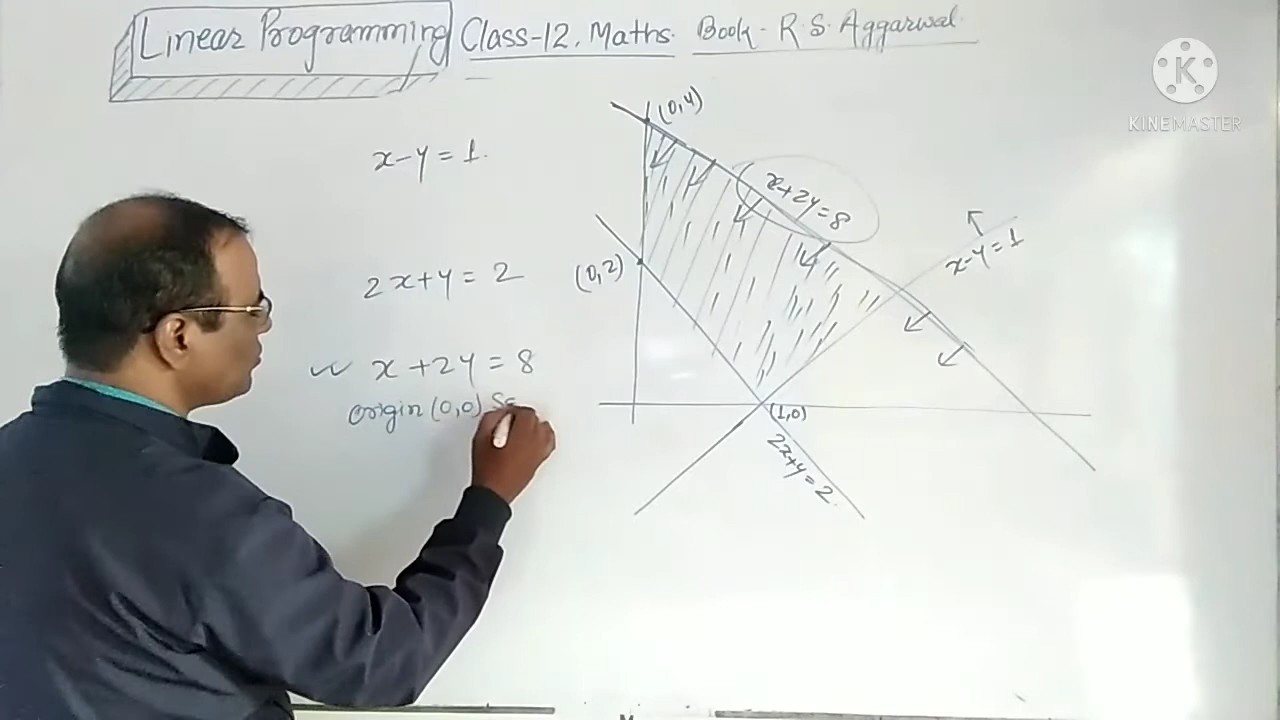 Linear Programming Class-12. Maths. Book - R. S. Aggarwal.
KINEMASTER
x-y=1.
2x+y=2
x+2y=8
origin (0,0)
(0,4)
x+2y=8
x-y=1
(0,2)
(1,0)
2x+y=2.